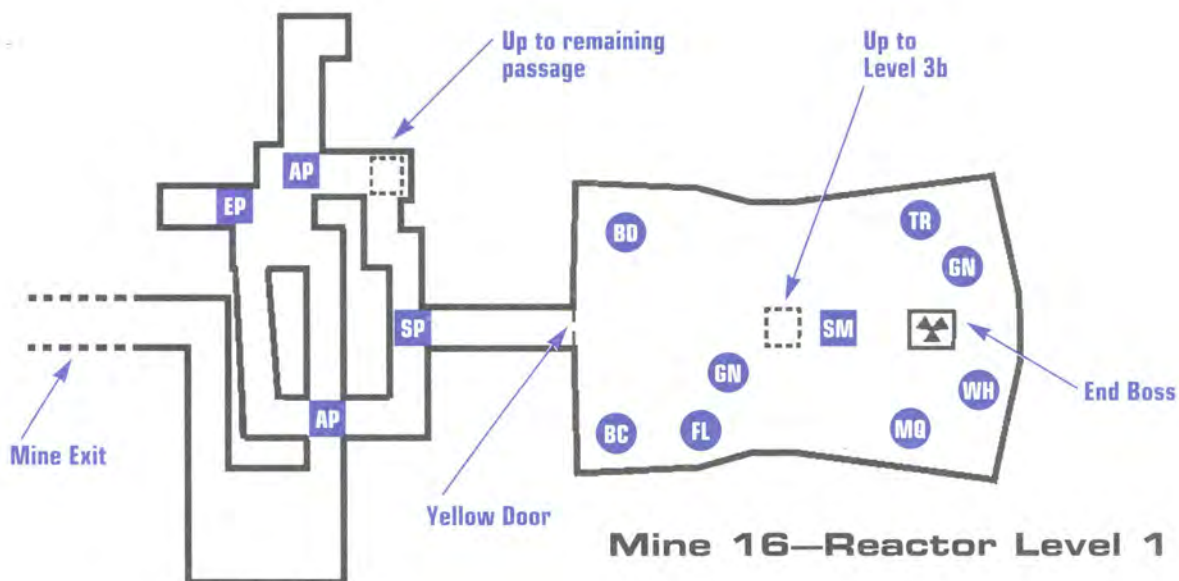 Up to remaining
passage
Up to
Level 3b
AP
EP
BD
TR
GN
SP
SM
GN
WH
End Boss
AP
BC
FL
MQ
Mine Exit
Yellow Door
Mine 16—Reactor Level 1